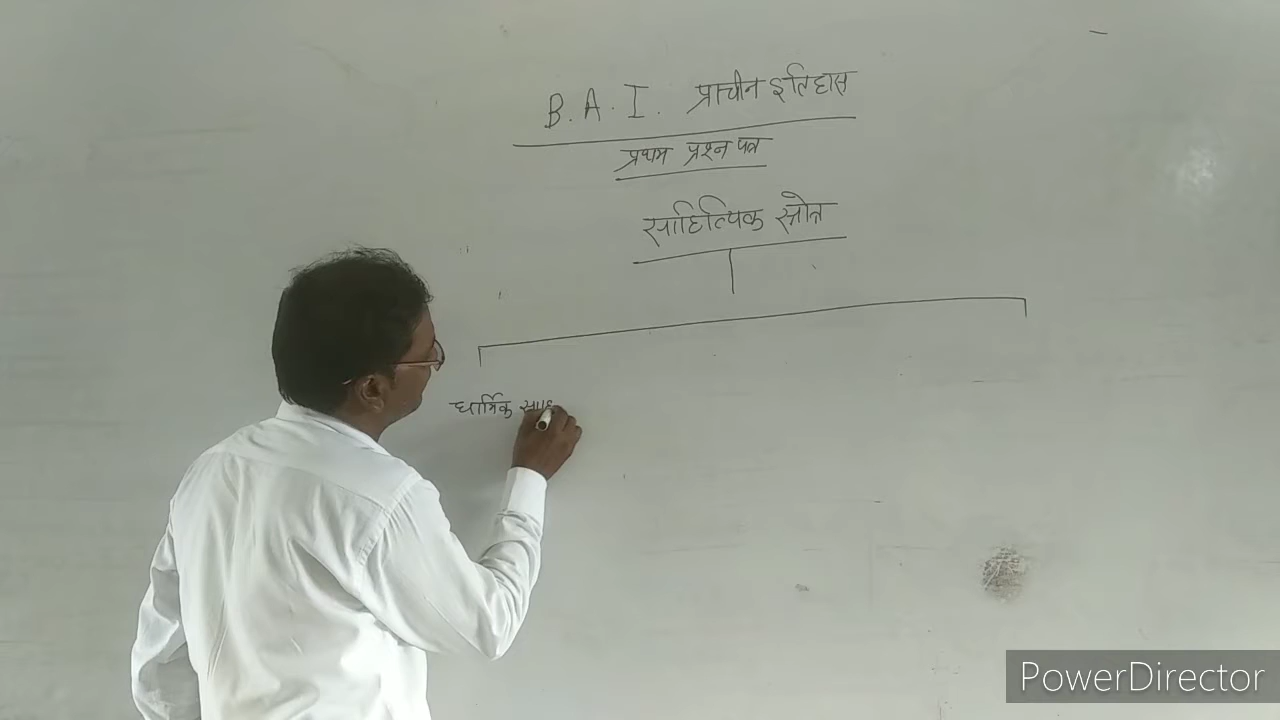 B. A. I. प्राचीन इतिहास
प्रथम प्रश्न पत्र
साहित्यिक स्रोत्र
धार्मिक
PowerDirector